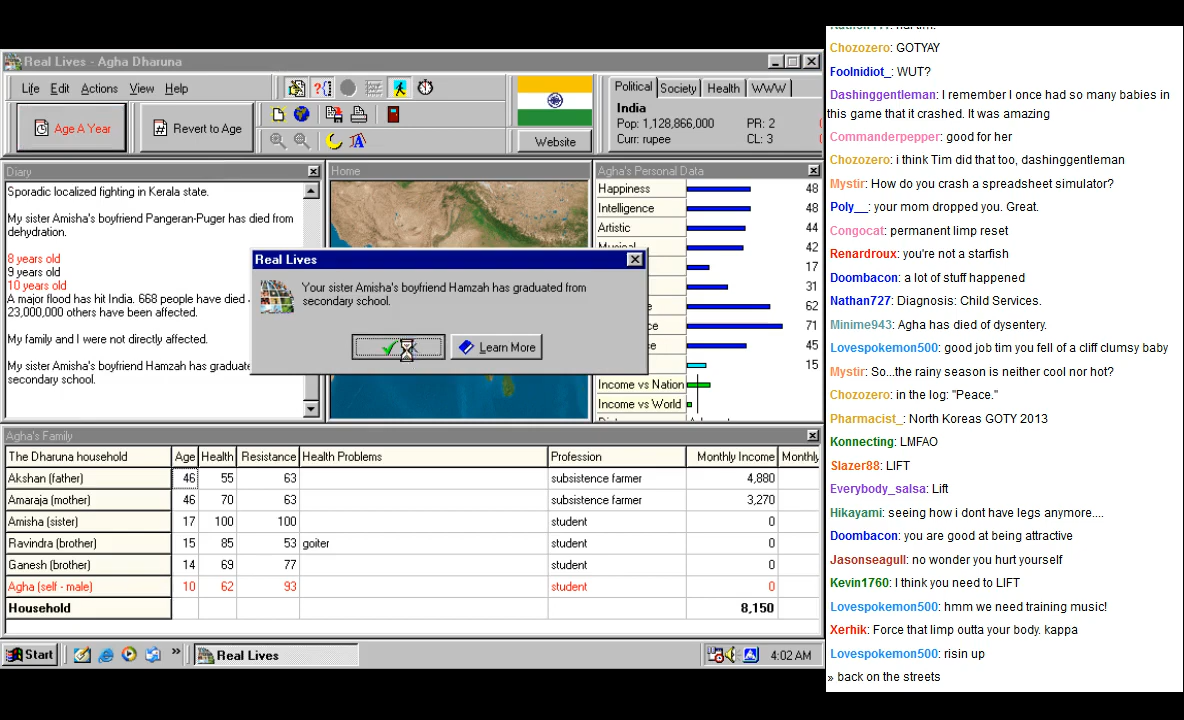 Real Lives - Agha Dharuna
Life Edit Actions View Help
Age A Year
Revert to Age
Website
Political Society Health WWW
India
Pop: 1,128,866,000 PR: 2
Curr: rupee CL: 3
Diary
Sporadic localized fighting in Kerala state.
My sister Amisha's boyfriend Pangeran-Puger has died from
dehydration.
8 years old
9 years old
10 years old
A major flood has hit India. 668 people have died
23,000,000 others have been affected.
My family and I were not directly affected.
My sister Amisha's boyfriend Hamzah has graduate
secondary school.
Home
Agha's Personal Data
Happiness 48
Intelligence 48
Artistic 44
Musical 42
17
31
62
ce 71
ce 45
15
Income vs Nation
Income vs World
Real Lives
Your sister Amisha's boyfriend Hamzah has graduated from
secondary school.
Learn More
Agha's Family
The Dharuna household Age Health Resistance Health Problems Profession Monthly Income Monthly
Akshan (father) 46 55 63 subsistence farmer 4,880
Amaraja (mother) 46 70 63 subsistence farmer 3,270
Amisha (sister) 17 100 100 student 0
Ravindra (brother) 15 85 53 goiter student 0
Ganesh (brother) 14 69 77 student 0
Agha (self - male) 10 62 93 student 0
Household 8,150
Start
»
Real Lives
4:02 AM
Chozozero: GOTYAY
Foolnidiot_: WUT?
Dashinggentleman: I remember I once had so many babies in
this game that it crashed. It was amazing
Commanderpepper: good for her
Chozozero: i think Tim did that too, dashinggentleman
Mystir: How do you crash a spreadsheet simulator?
Poly__: your mom dropped you. Great.
Congocat: permanent limp reset
Renardroux: you're not a starfish
Doombacon: a lot of stuff happened
Nathan727: Diagnosis: Child Services.
Minime943: Agha has died of dysentery.
Lovespokemon500: good job tim you fell of a cliff clumsy baby
Mystir: So...the rainy season is neither cool nor hot?
Chozozero: in the log: "Peace."
Pharmacist_: North Koreas GOTY 2013
Konnecting: LMFAO
Slazer88: LIFT
Everybody_salsa: Lift
Hikayami: seeing how i dont have legs anymore....
Doombacon: you are good at being attractive
Jasonseagull: no wonder you hurt yourself
Kevin1760: I think you need to LIFT
Lovespokemon500: hmm we need training music!
Xerhik: Force that limp outta your body. kappa
Lovespokemon500: risin up
» back on the streets